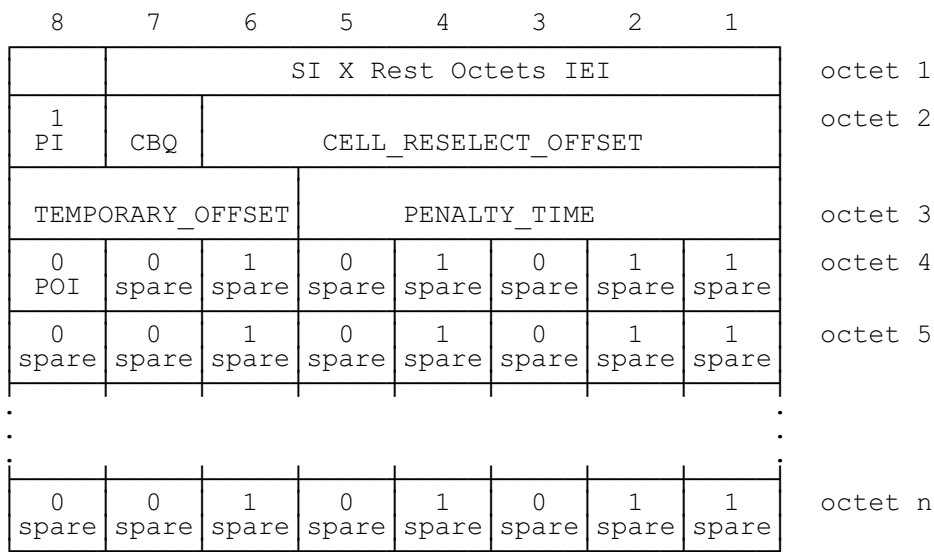 8 7 6 5 4 3 2 1
SI X Rest Octets IEI octet 1
1 octet 2
PI CBQ CELL_RESELECT_OFFSET
TEMPORARY_OFFSET PENALTY_TIME octet 3
0 0 1 0 1 0 1 1 octet 4
POI spare spare spare spare spare spare spare
0 0 1 0 1 0 1 1 octet 5
spare spare spare spare spare spare spare spare
: :
. .
. .
0 0 1 0 1 0 1 1 octet n
spare spare spare spare spare spare spare spare